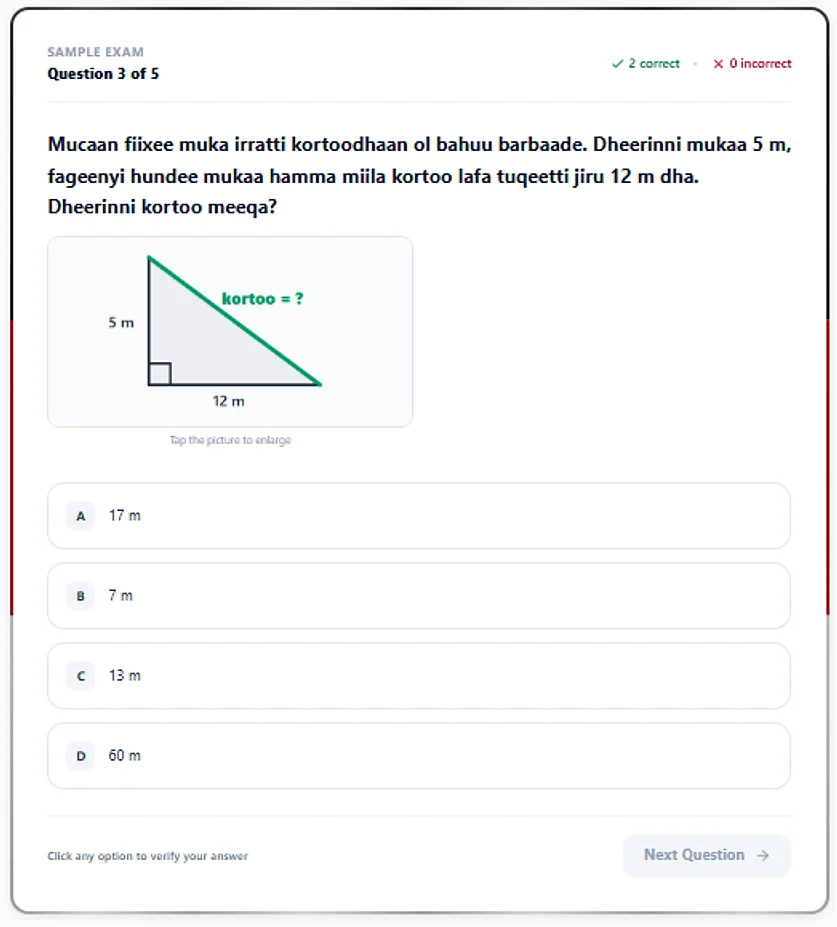 SAMPLE EXAM
Question 3 of 5
✓ 2 correct • ✕ 0 incorrect
Mucaan fiixee muka irratti kortoodhaan ol bahuu barbaade. Dheerinni mukaa 5 m,
fageenyi hundee mukaa hamma miila kortoo lafa tuqeetti jiru 12 m dha.
Dheerinni kortoo meeqa?
kortoo = ?
5 m
12 m
Tap the picture to enlarge
A 17 m
B 7 m
C 13 m
D 60 m
Click any option to verify your answer
Next Question →